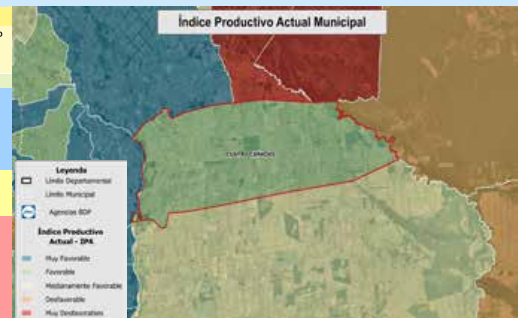 Índice Productivo Actual Municipal
CUATRO CAÑADAS
Leyenda
Límite Departamental
Límite Municipal
Agencias BDP
Índice Productivo
Actual - IPA
Muy Favorable
Favorable
Medianamente Favorable
Desfavorable
Muy Desfavorables